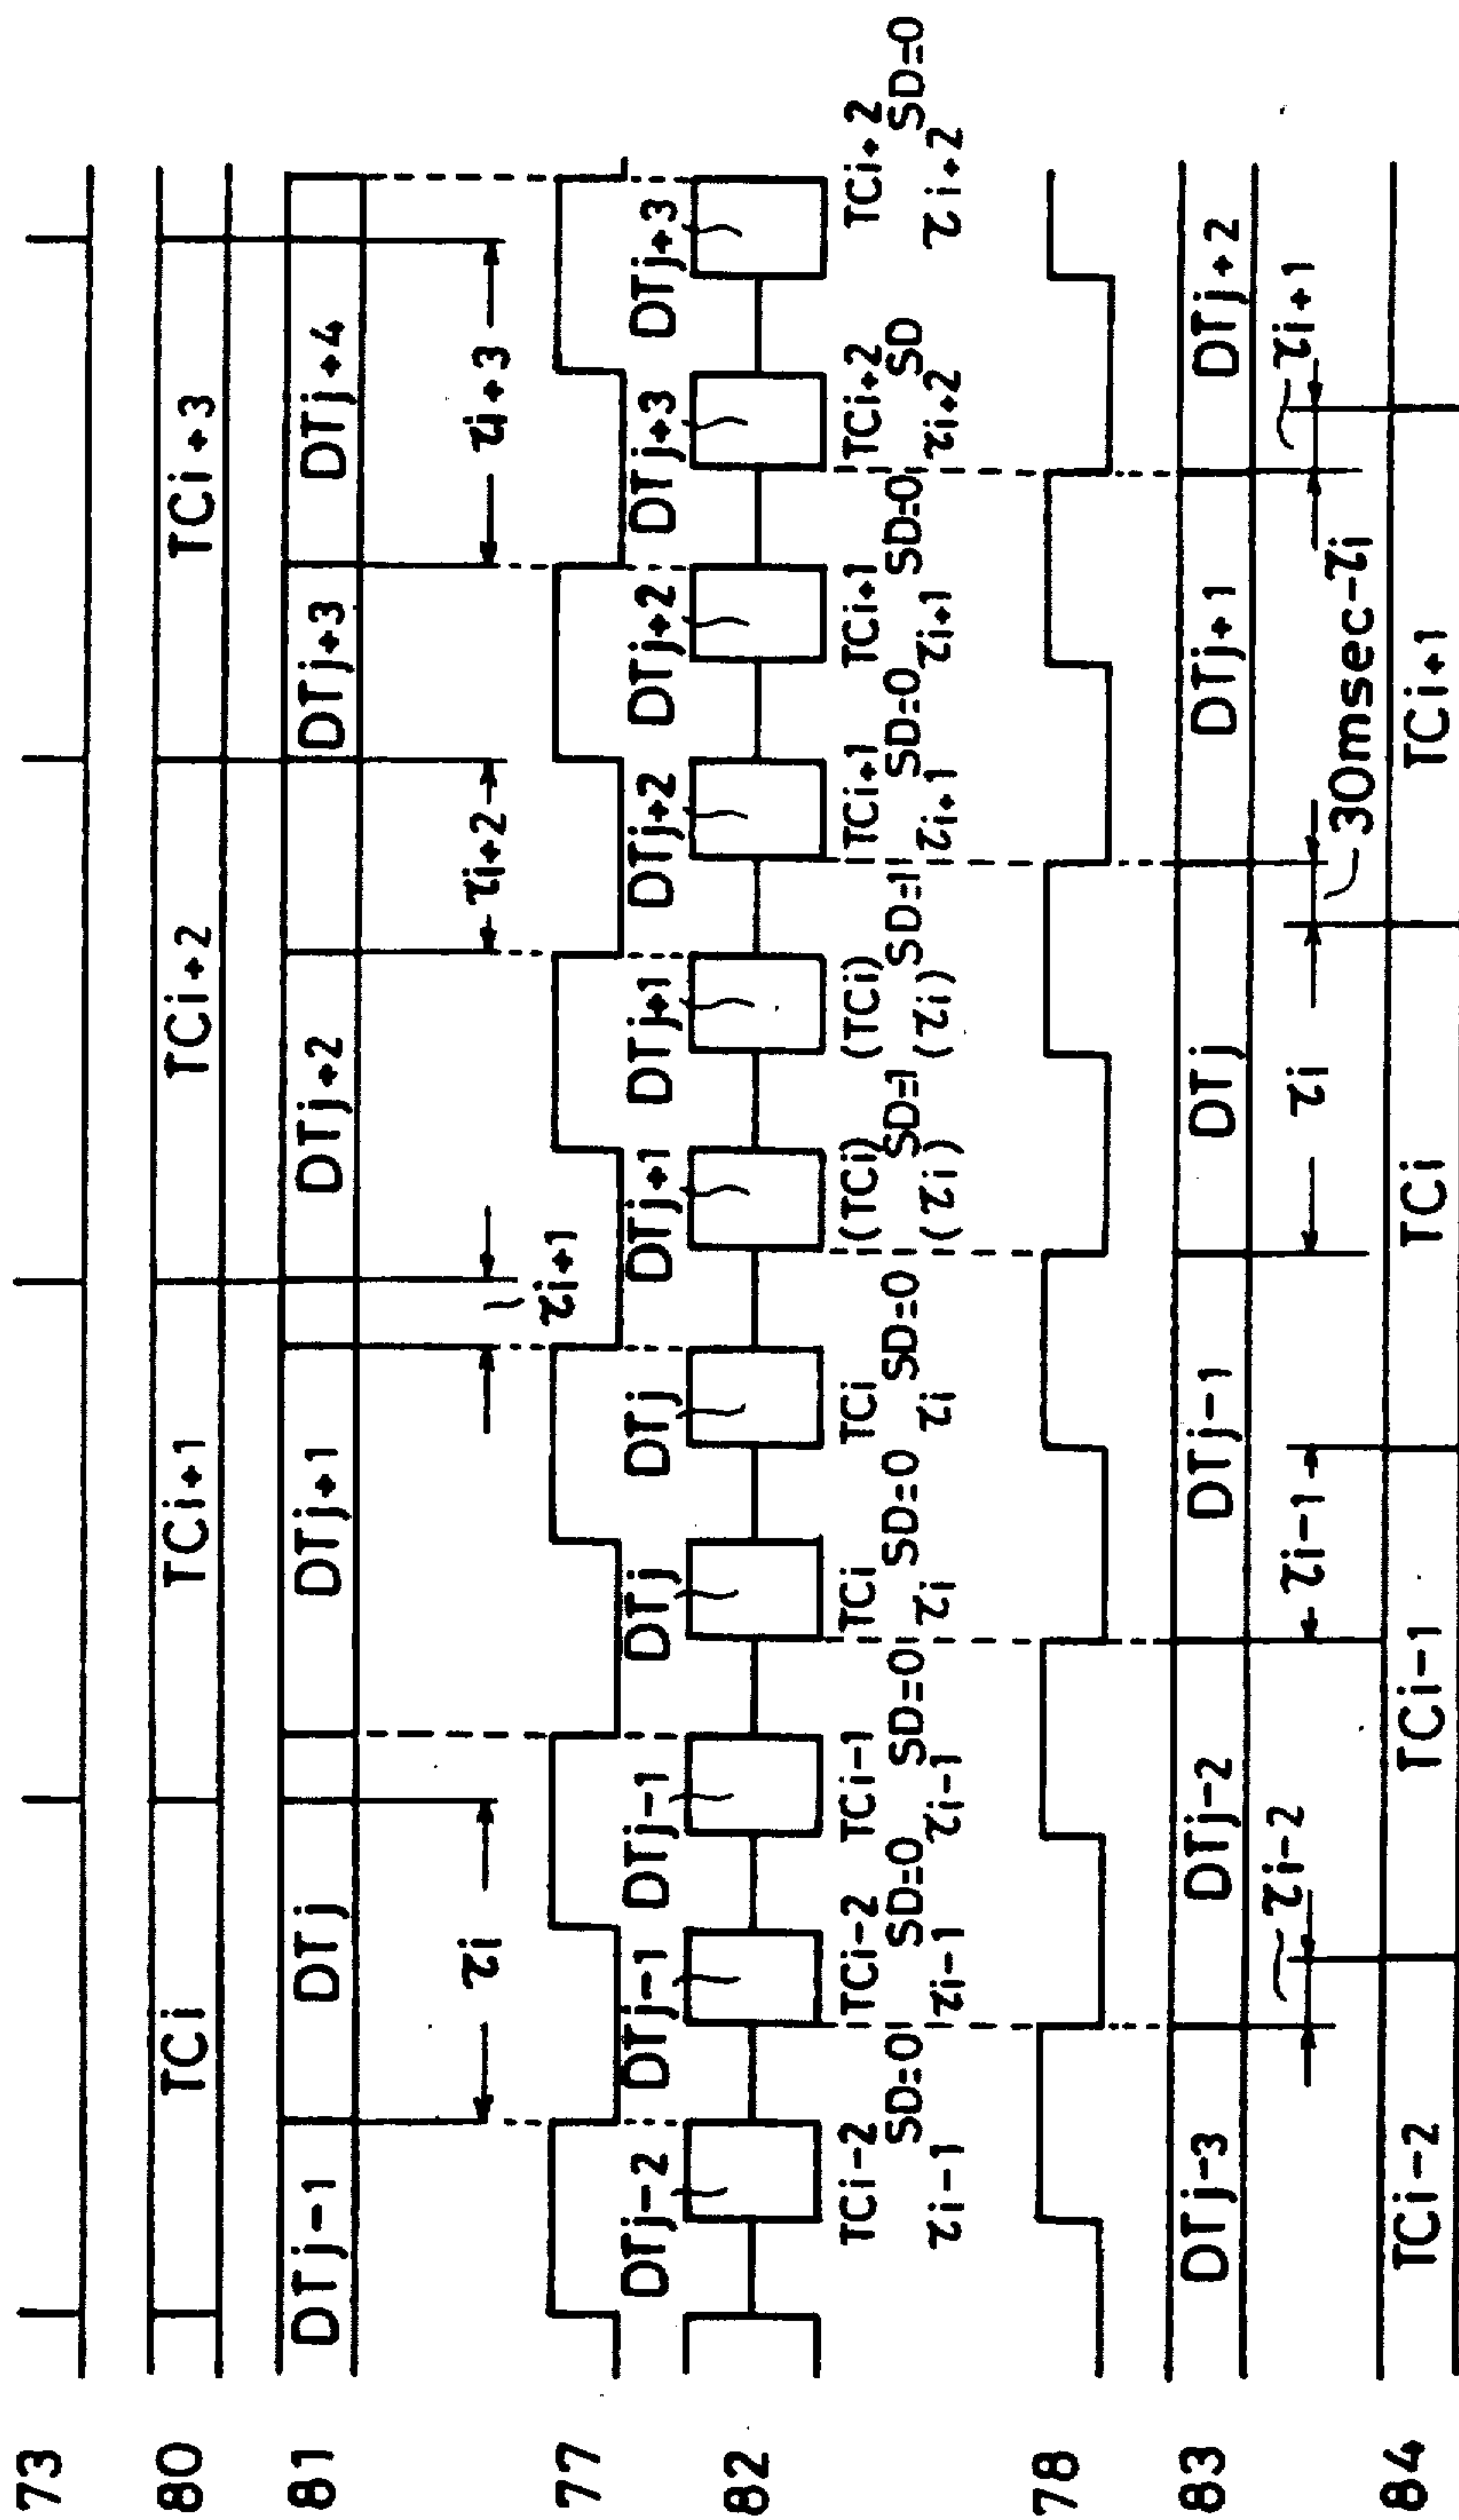 73
80 TCi TCi+1 TCi+2 TCi+3
81 DTj-1 DTj DTj+1 DTj+2 DTj+3 DTj+4
τi τi+1 τi+2 τi+3
77
DTj-2 DTj-1 DTj-1 DTj DTj DTj+1 DTj+1 DTj+2 DTj+2 DTj+3 DTj+3
82
TCi-2 TCi-2 TCi-1 TCi TCi (TCi) (TCi) TCi+1 TCi+1 TCi+2 TCi+2
SD=0 SD=0 SD=0 SD=0 SD=0 SD=1 SD=1 SD=0 SD=0 SD SD=0
τi-1 τi-1 τi-1 τi τi (τi) (τi) τi+1 τi+1 τi+2 τi+2
78
83 DTj-3 DTj-2 DTj-1 DTj DTj+1 DTj+2
τi-2 τi-1 τi 30msec-τi τi+1
84 TCi-2 TCi-1 TCi TCi+1